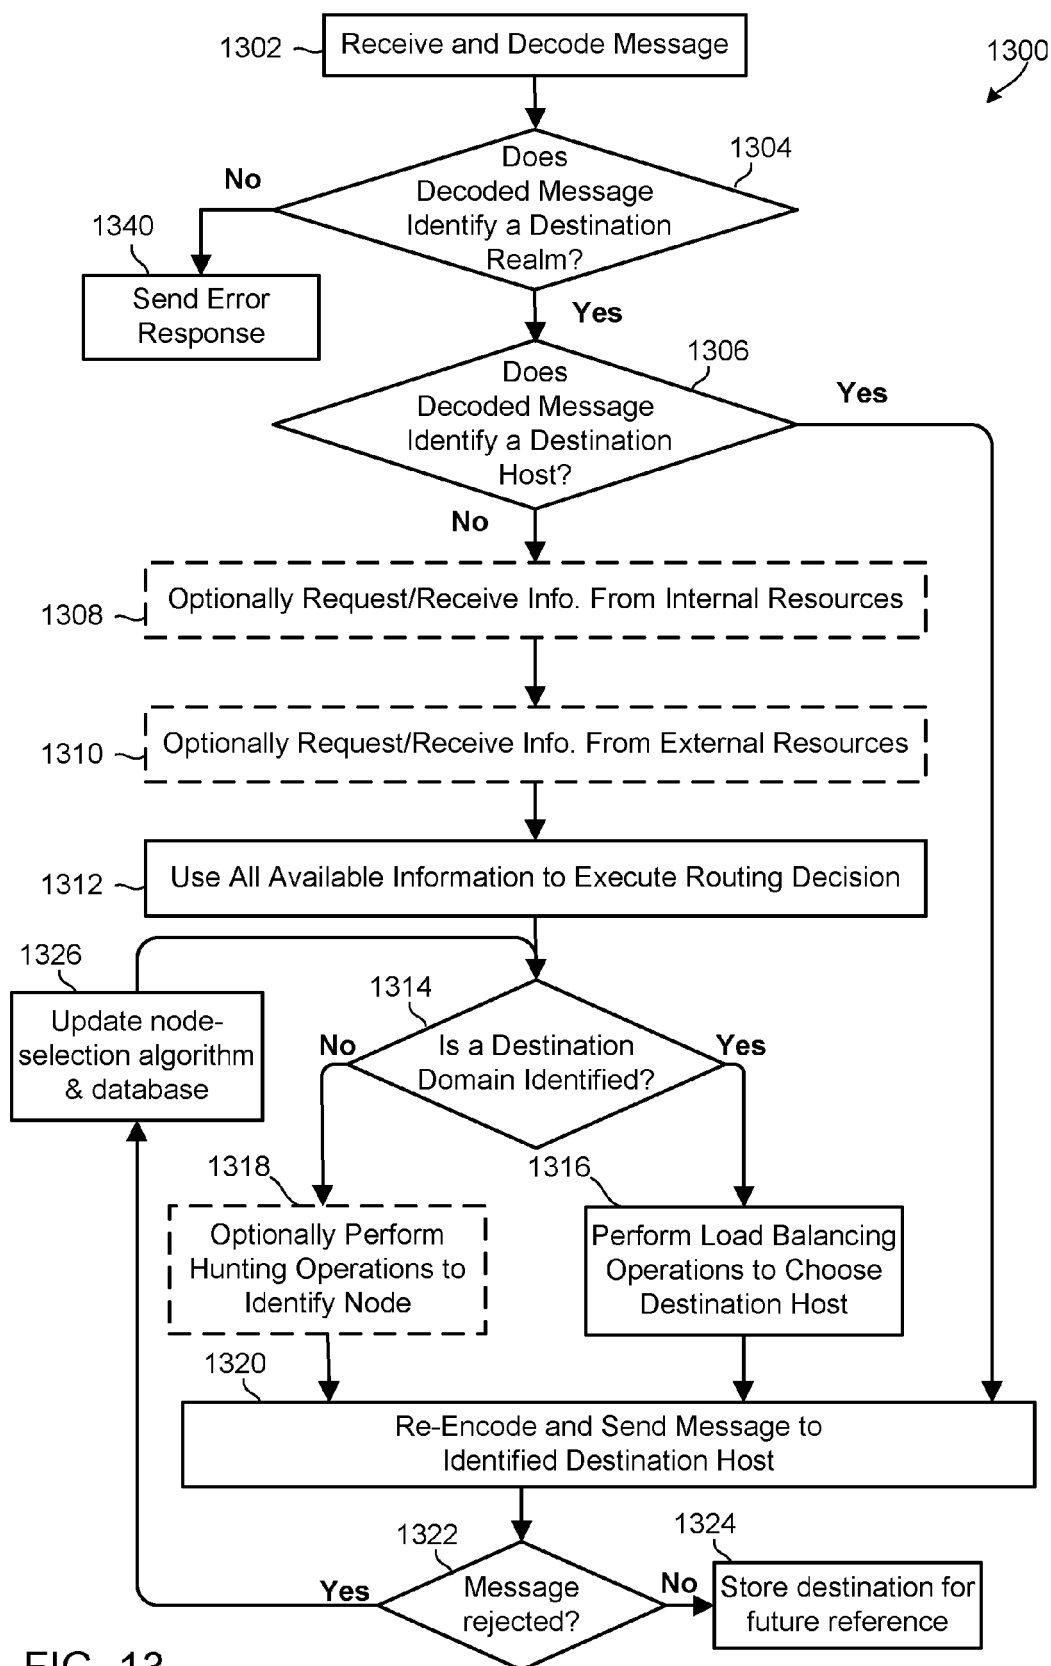 1302
Receive and Decode Message
1300
1304
Does
Decoded Message
Identify a Destination
Realm?
No
1340
Send Error
Response
Yes
1306
Does
Decoded Message
Identify a Destination
Host?
Yes
No
1308
Optionally Request/Receive Info. From Internal Resources
1310
Optionally Request/Receive Info. From External Resources
1312
Use All Available Information to Execute Routing Decision
1326
Update node-
selection algorithm
& database
1314
Is a Destination
Domain Identified?
No
Yes
1318
Optionally Perform
Hunting Operations to
Identify Node
1316
Perform Load Balancing
Operations to Choose
Destination Host
1320
Re-Encode and Send Message to
Identified Destination Host
1322
Message
rejected?
Yes
No
1324
Store destination for
future reference
FIG. 13